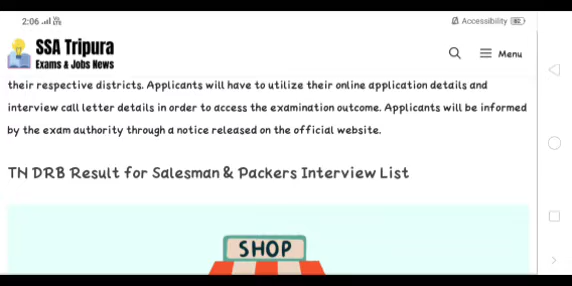 2:06
Accessibility
SSA Tripura
Exams & Jobs News
Menu
their respective districts. Applicants will have to utilize their online application details and
interview call letter details in order to access the examination outcome. Applicants will be informed
by the exam authority through a notice released on the official website.
TN DRB Result for Salesman & Packers Interview List
SHOP